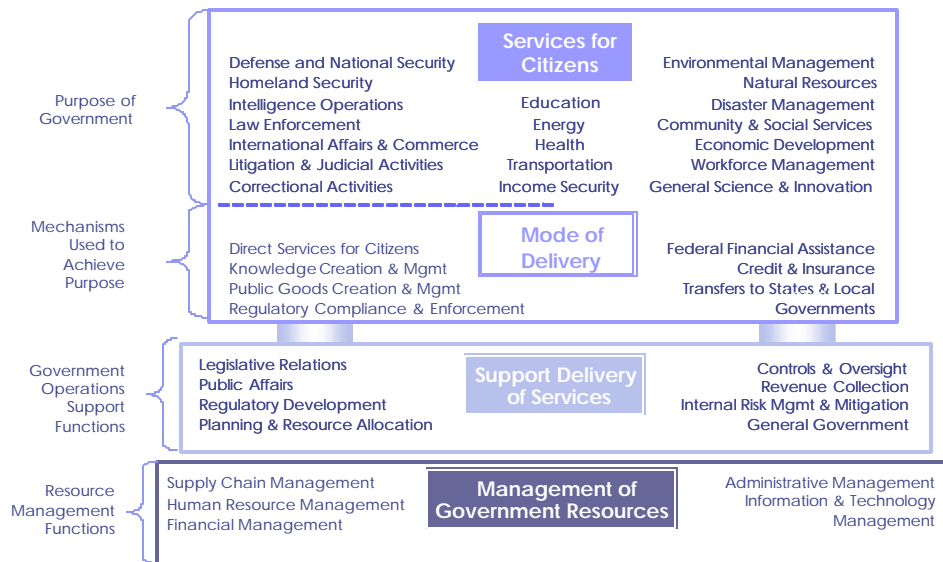 Purpose of
Government
Services for
Citizens
Defense and National Security
Homeland Security
Intelligence Operations
Law Enforcement
International Affairs & Commerce
Litigation & Judicial Activities
Correctional Activities
Education
Energy
Health
Transportation
Income Security
Environmental Management
Natural Resources
Disaster Management
Community & Social Services
Economic Development
Workforce Management
General Science & Innovation
Mechanisms
Used to
Achieve
Purpose
Mode of
Delivery
Direct Services for Citizens
Knowledge Creation & Mgmt
Public Goods Creation & Mgmt
Regulatory Compliance & Enforcement
Federal Financial Assistance
Credit & Insurance
Transfers to States & Local
Governments
Government
Operations
Support
Functions
Legislative Relations
Public Affairs
Regulatory Development
Planning & Resource Allocation
Support Delivery
of Services
Controls & Oversight
Revenue Collection
Internal Risk Mgmt & Mitigation
General Government
Resource
Management
Functions
Supply Chain Management
Human Resource Management
Financial Management
Management of
Government Resources
Administrative Management
Information & Technology
Management